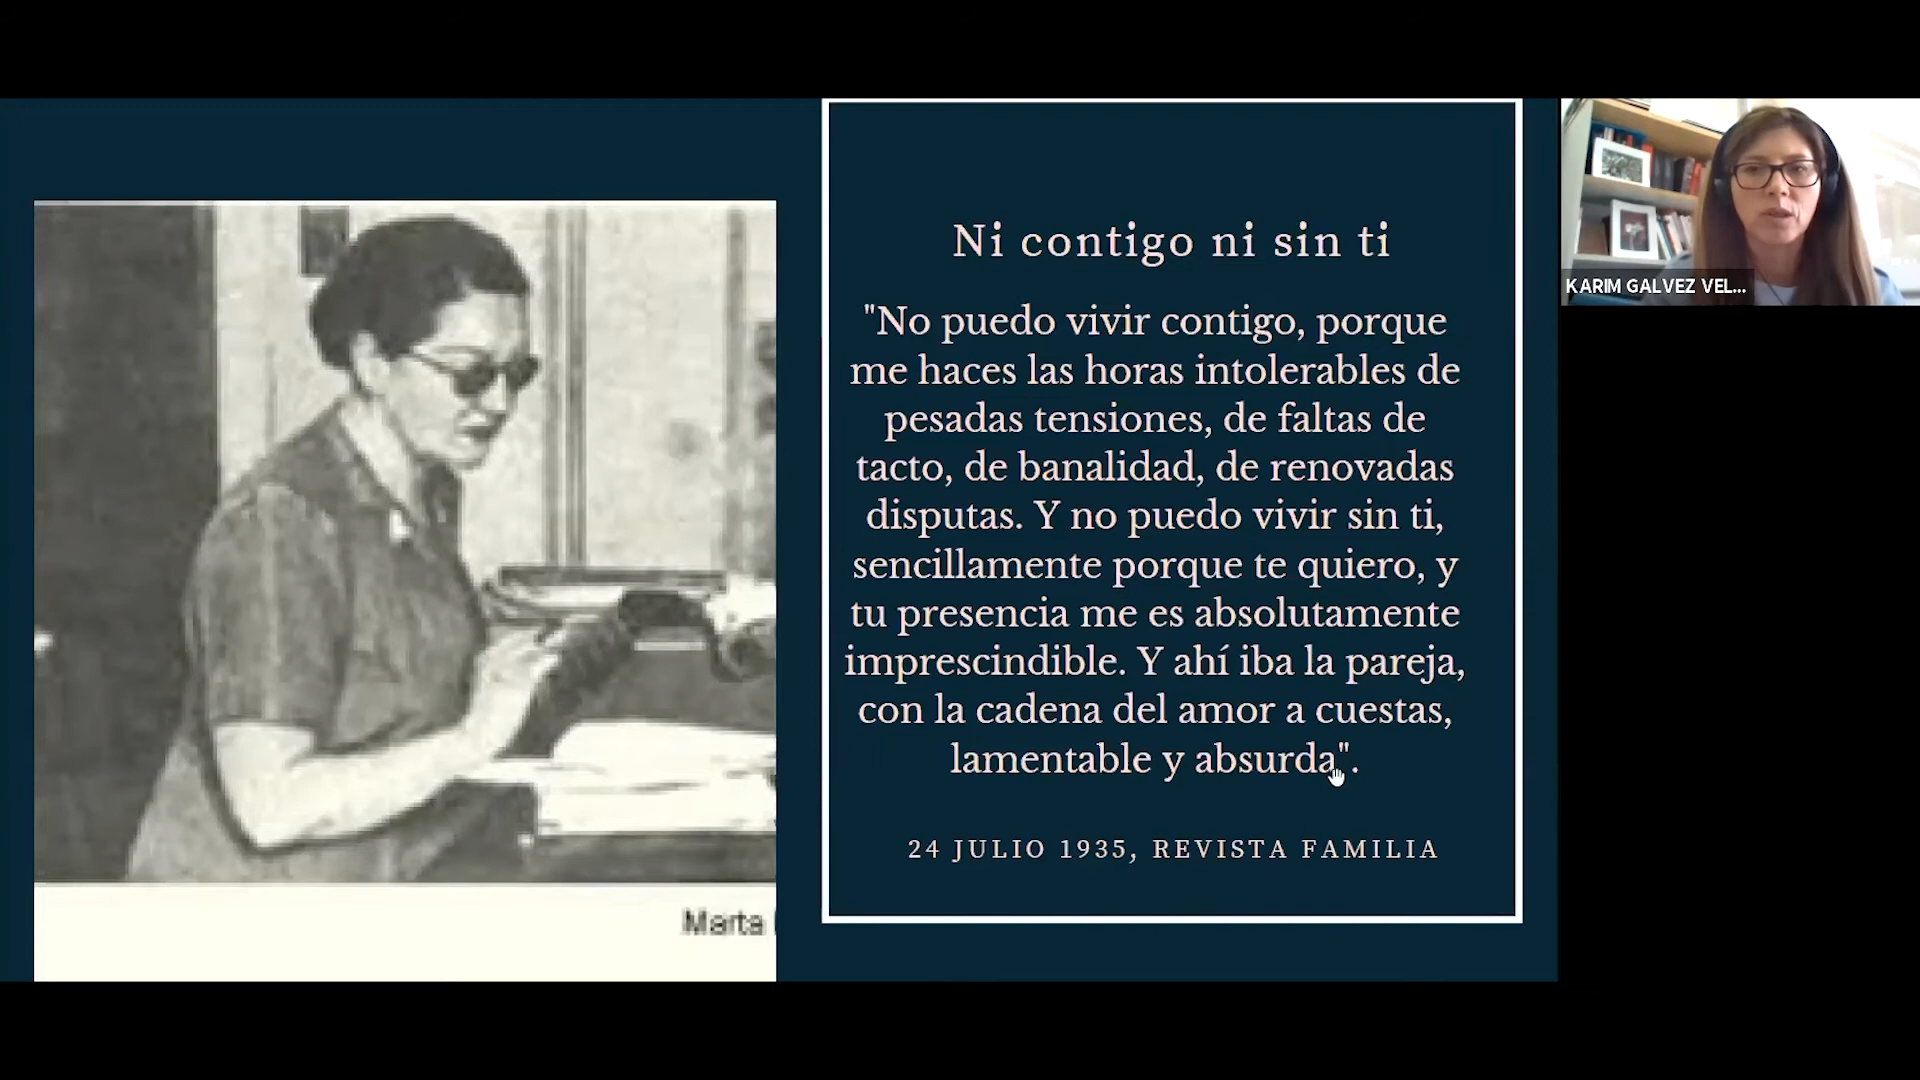 Ni contigo ni sin ti
"No puedo vivir contigo, porque
me haces las horas intolerables de
pesadas tensiones, de faltas de
tacto, de banalidad, de renovadas
disputas. Y no puedo vivir sin ti,
sencillamente porque te quiero, y
tu presencia me es absolutamente
imprescindible. Y ahí iba la pareja,
con la cadena del amor a cuestas,
lamentable y absurda".
24 JULIO 1935, REVISTA FAMILIA
Marta
KARIM GALVEZ VEL...